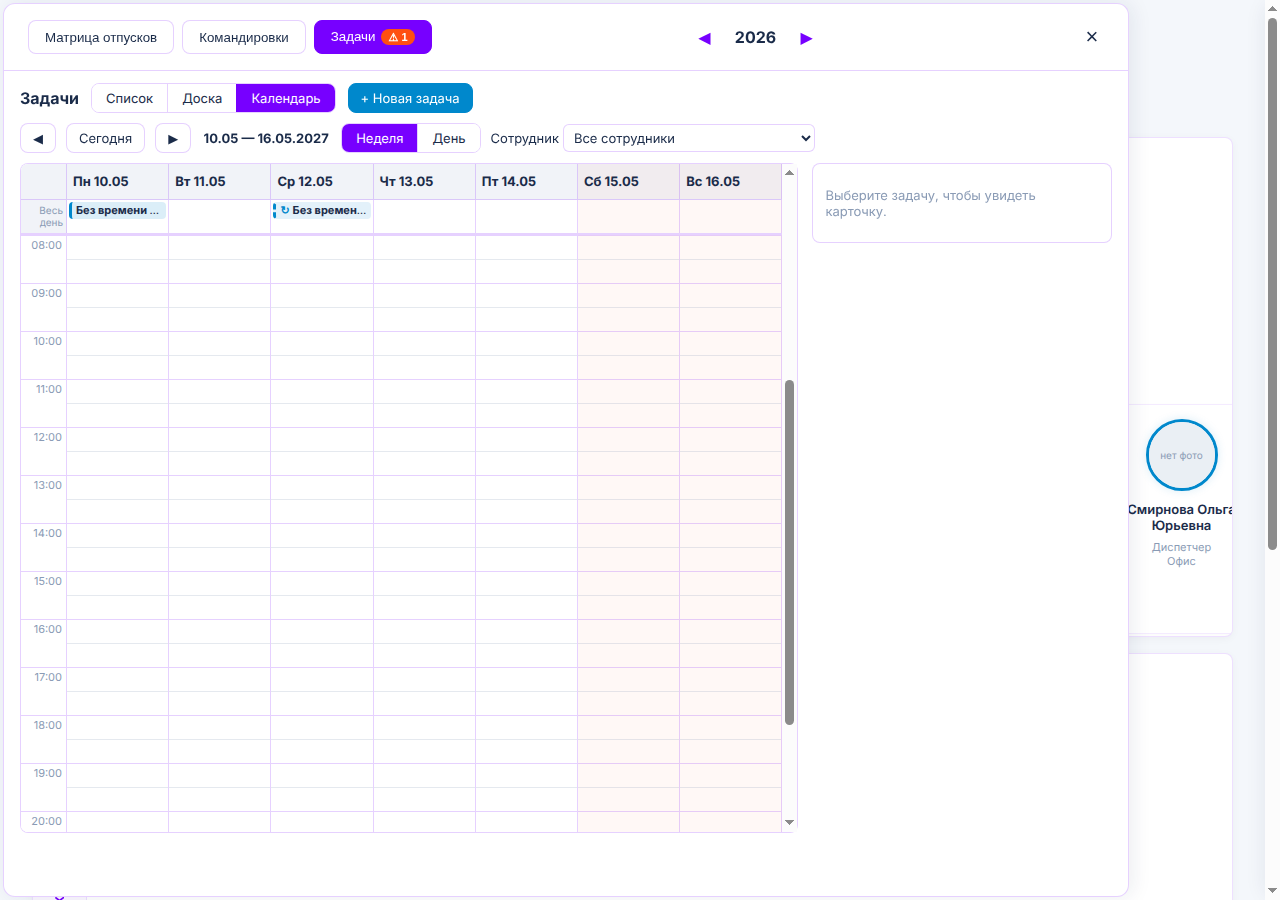 Матрица отпусков
Командировки
Задачи ⚠ 1
◀ 2026 ▶
×
Задачи
Список
Доска
Календарь
+ Новая задача
◀
Сегодня
▶
10.05 — 16.05.2027
Неделя
День
Сотрудник
Все сотрудники
Пн 10.05
Вт 11.05
Ср 12.05
Чт 13.05
Пт 14.05
Сб 15.05
Вс 16.05
Весь
день
Без времени ...
↻ Без времен...
08:00
09:00
10:00
11:00
12:00
13:00
14:00
15:00
16:00
17:00
18:00
19:00
20:00
Выберите задачу, чтобы увидеть
карточку.
нет фото
Смирнова Ольга
Юрьевна
Диспетчер
Офис